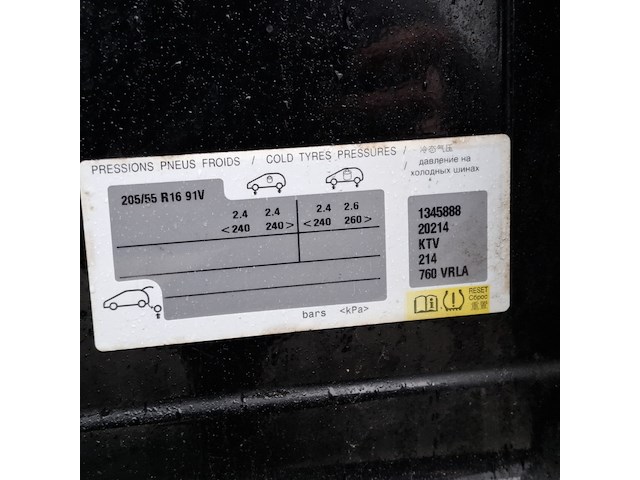 PRESSIONS PNEUS FROIDS / COLD TYRES PRESSURES / 冷态气压
давление на
холодных шинах
205/55 R16 91V
2.4 2.4 2.4 2.6
<240 240> <240 260>
bars <kPa>
1345888
20214
KTV
214
760 VRLA
RESET
Сброс
重置